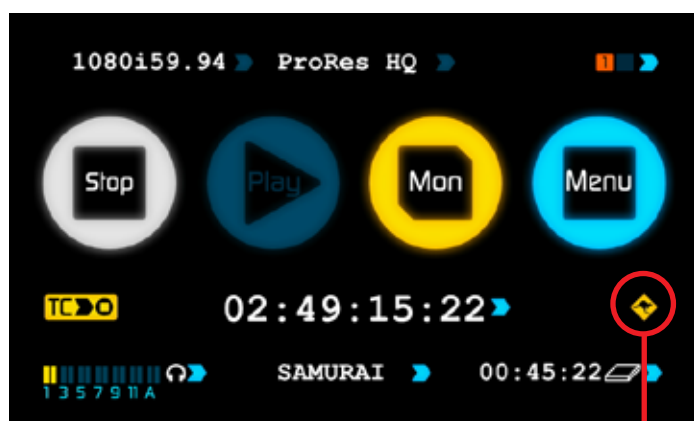 1080i59.94 ProRes HQ 1
Stop Play Mon Menu
TC 02:49:15:22
SAMURAI 00:45:22
1 3 5 7 9 11 A